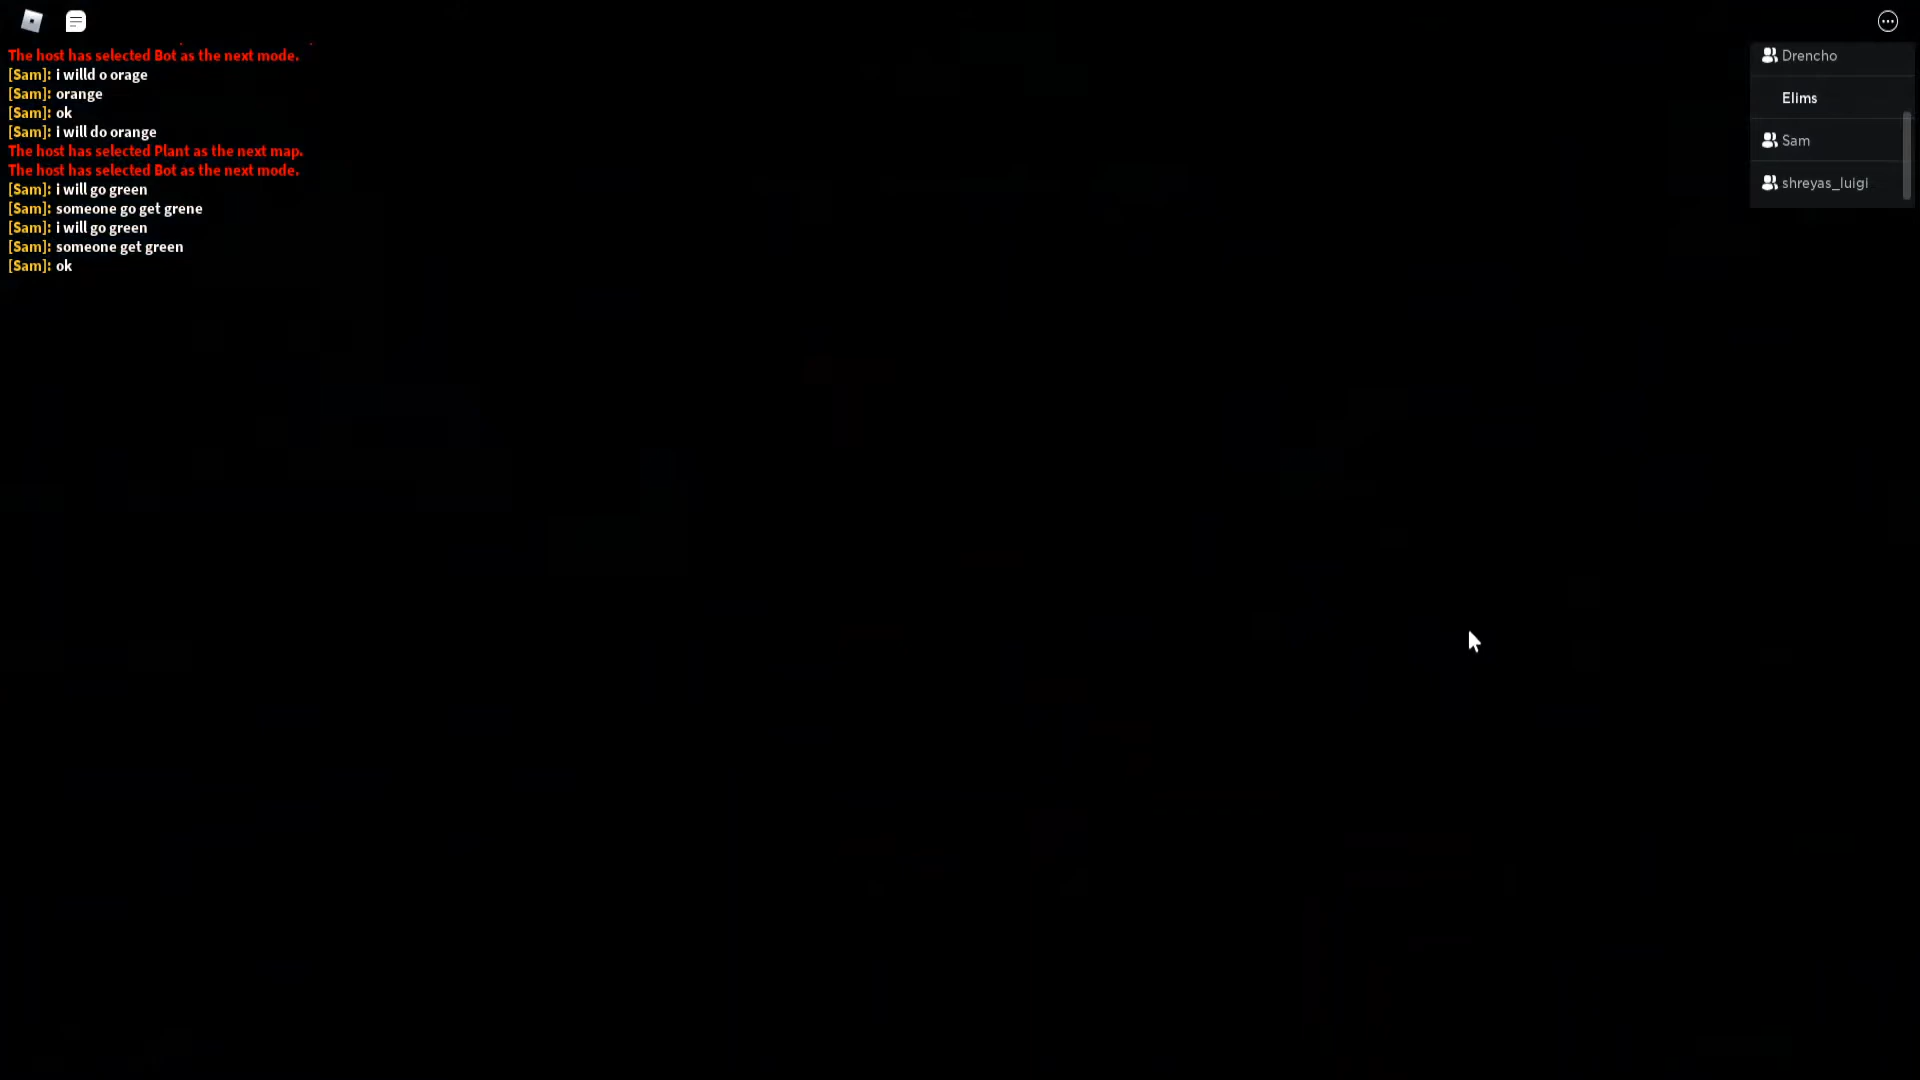 The host has selected Bot as the next mode.
[Sam]: i willd o orage
[Sam]: orange
[Sam]: ok
[Sam]: i will do orange
The host has selected Plant as the next map.
The host has selected Bot as the next mode.
[Sam]: i will go green
[Sam]: someone go get grene
[Sam]: i will go green
[Sam]: someone get green
[Sam]: ok
Drencho
Elims
Sam
shreyas_luigi